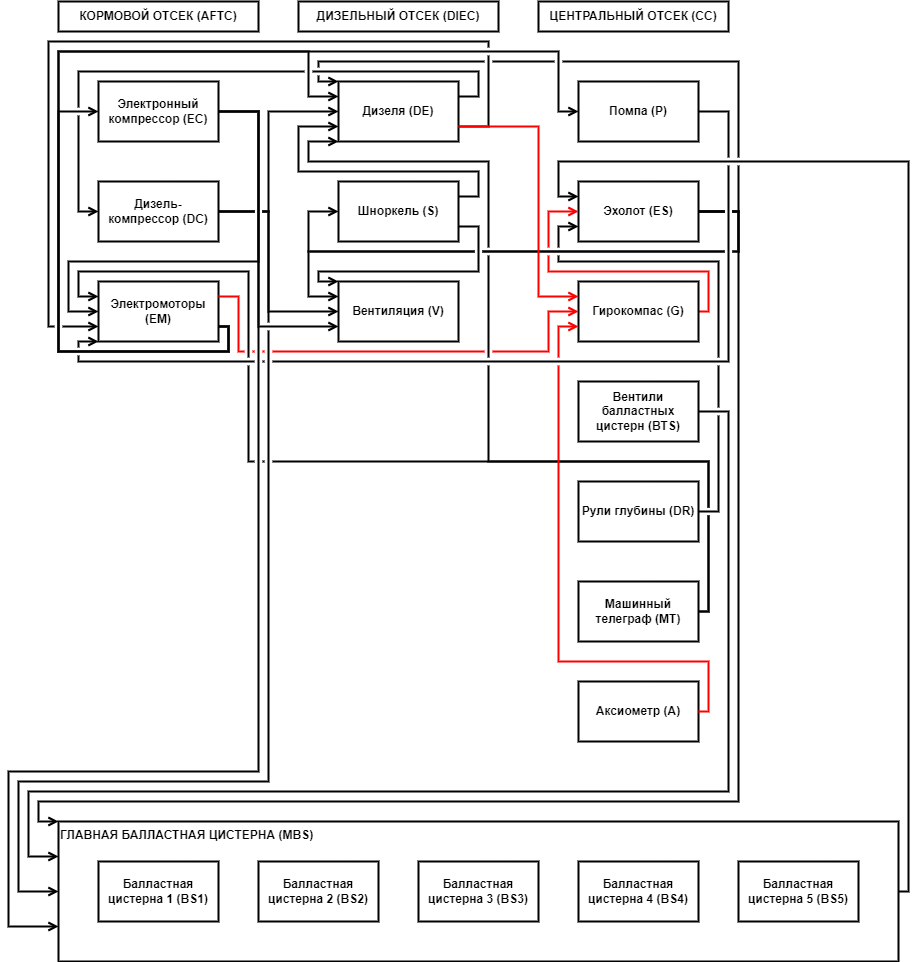 КОРМОВОЙ ОТСЕК (AFTC)
ДИЗЕЛЬНЫЙ ОТСЕК (DIEC)
ЦЕНТРАЛЬНЫЙ ОТСЕК (CC)
Электронный
компрессор (EC)
Дизеля (DE)
Помпа (P)
Дизель-
компрессор (DC)
Шноркель (S)
Эхолот (ES)
Электромоторы
(EM)
Вентиляция (V)
Гирокомпас (G)
Вентили
балластных
цистерн (BTS)
Рули глубины (DR)
Машинный
телеграф (MT)
Аксиометр (A)
ГЛАВНАЯ БАЛЛАСТНАЯ ЦИСТЕРНА (MBS)
Балластная
цистерна 1 (BS1)
Балластная
цистерна 2 (BS2)
Балластная
цистерна 3 (BS3)
Балластная
цистерна 4 (BS4)
Балластная
цистерна 5 (BS5)